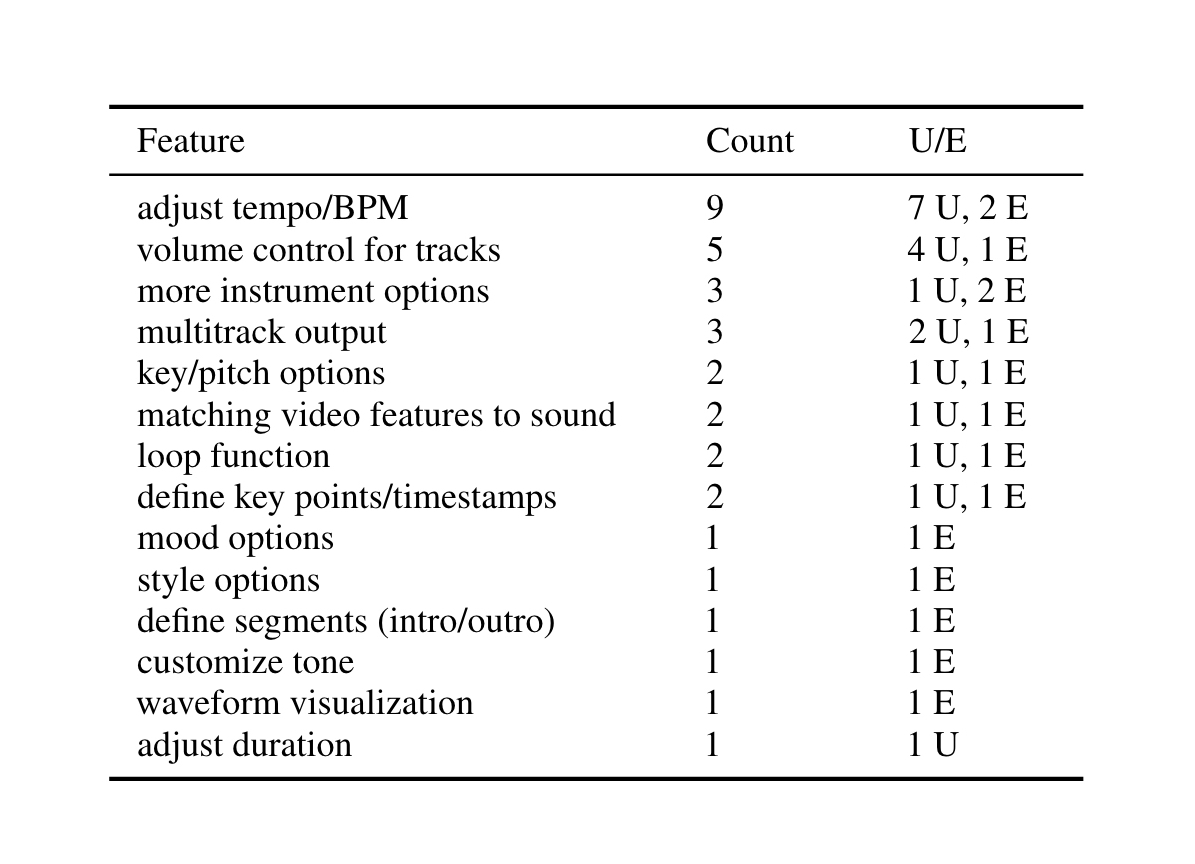 Feature Count U/E
adjust tempo/BPM 9 7 U, 2 E
volume control for tracks 5 4 U, 1 E
more instrument options 3 1 U, 2 E
multitrack output 3 2 U, 1 E
key/pitch options 2 1 U, 1 E
matching video features to sound 2 1 U, 1 E
loop function 2 1 U, 1 E
define key points/timestamps 2 1 U, 1 E
mood options 1 1 E
style options 1 1 E
define segments (intro/outro) 1 1 E
customize tone 1 1 E
waveform visualization 1 1 E
adjust duration 1 1 U